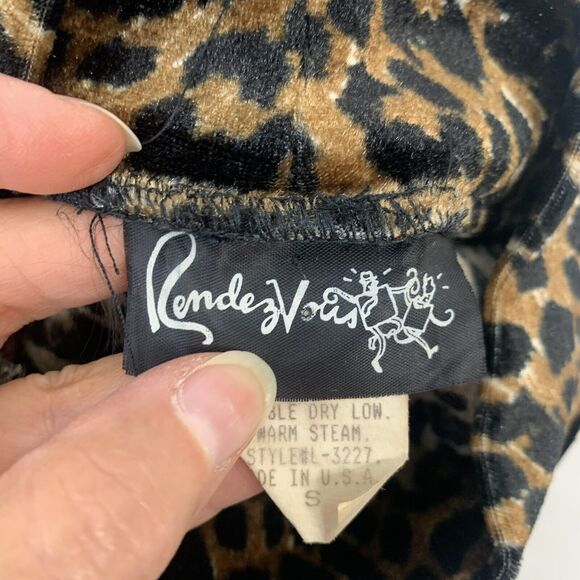 RendezVous
BLE DRY LOW.
WARM STEAM.
STYLE#L-3227.
DE IN U.S.A.
S